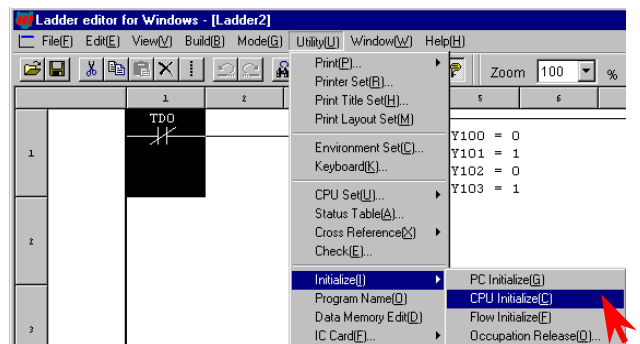 Ladder editor for Windows - [Ladder2]
File(F) Edit(E) View(V) Build(B) Mode(G) Utility(U) Window(W) Help(H)
Zoom 100 %
1 2 5 6
TD0
1
2
3
Print(P)...
Printer Set(R)...
Print Title Set(H)...
Print Layout Set(M)
Environment Set(C)...
Keyboard(K)...
CPU Set(U)...
Status Table(A)...
Cross Reference(X)
Check(E)...
Initialize(I)
Program Name(O)
Data Memory Edit(D)
IC Card(F)...
Y100 = 0
Y101 = 1
Y102 = 0
Y103 = 1
PC Initialize(G)
CPU Initialize(C)
Flow Initialize(F)
Occupation Release(O)...